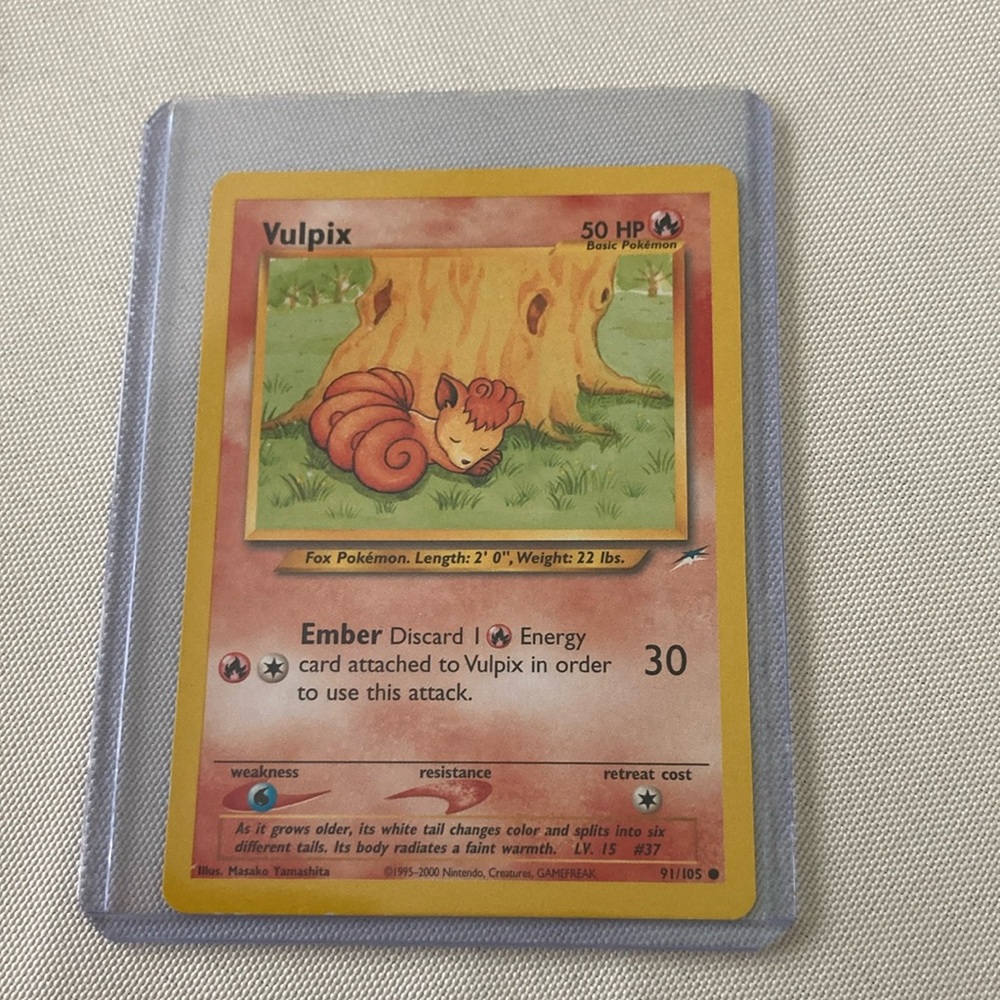 Vulpix
50 HP
Basic Pokémon
Fox Pokémon. Length: 2' 0", Weight: 22 lbs.
Ember Discard 1 Energy
card attached to Vulpix in order
to use this attack.
30
weakness
resistance
retreat cost
As it grows older, its white tail changes color and splits into six
different tails. Its body radiates a faint warmth. LV. 15 #37
Illus. Masako Yamashita
©1995-2000 Nintendo, Creatures, GAMEFREAK
91/105